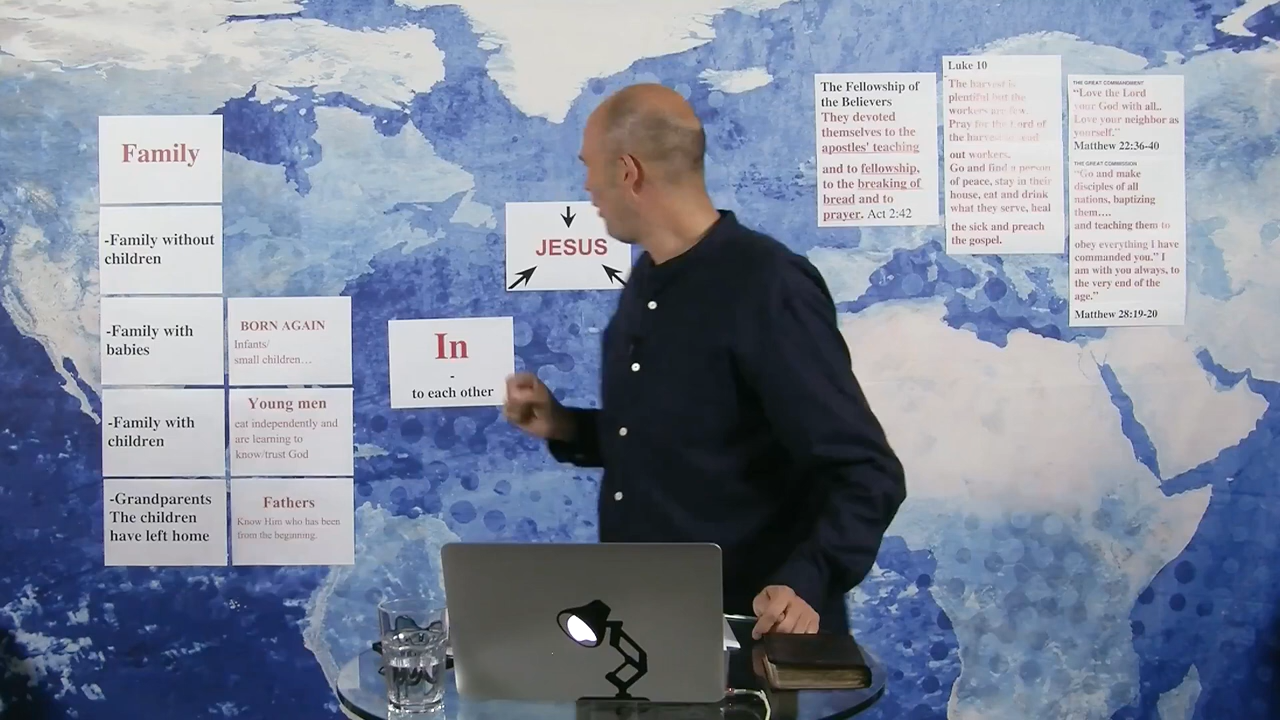 Family
-Family without
children
-Family with
babies
-Family with
children
-Grandparents
The children
have left home
BORN AGAIN
Infants/
small children...
Young men
eat independently and
are learning to
know/trust God
Fathers
Know Him who has been
from the beginning.
In
-
to each other
JESUS
The Fellowship of
the Believers
They devoted
themselves to the
apostles' teaching
and to fellowship,
to the breaking of
bread and to
prayer. Act 2:42
Luke 10
"The harvest is
plentiful but the
workers are few.
Pray for the Lord of
the harvest
out workers.
Go and find a person
of peace, stay in their
house, eat and drink
what they serve, heal
the sick and preach
the gospel.
THE GREAT COMMANDMENT
"Love the Lord
your God with all..
Love your neighbor as
yourself."
Matthew 22:36-40
THE GREAT COMMISSION
"Go and make
disciples of all
nations, baptizing
them....
and teaching them to
obey everything I have
commanded you." I
am with you always, to
the very end of the
age."
Matthew 28:19-20